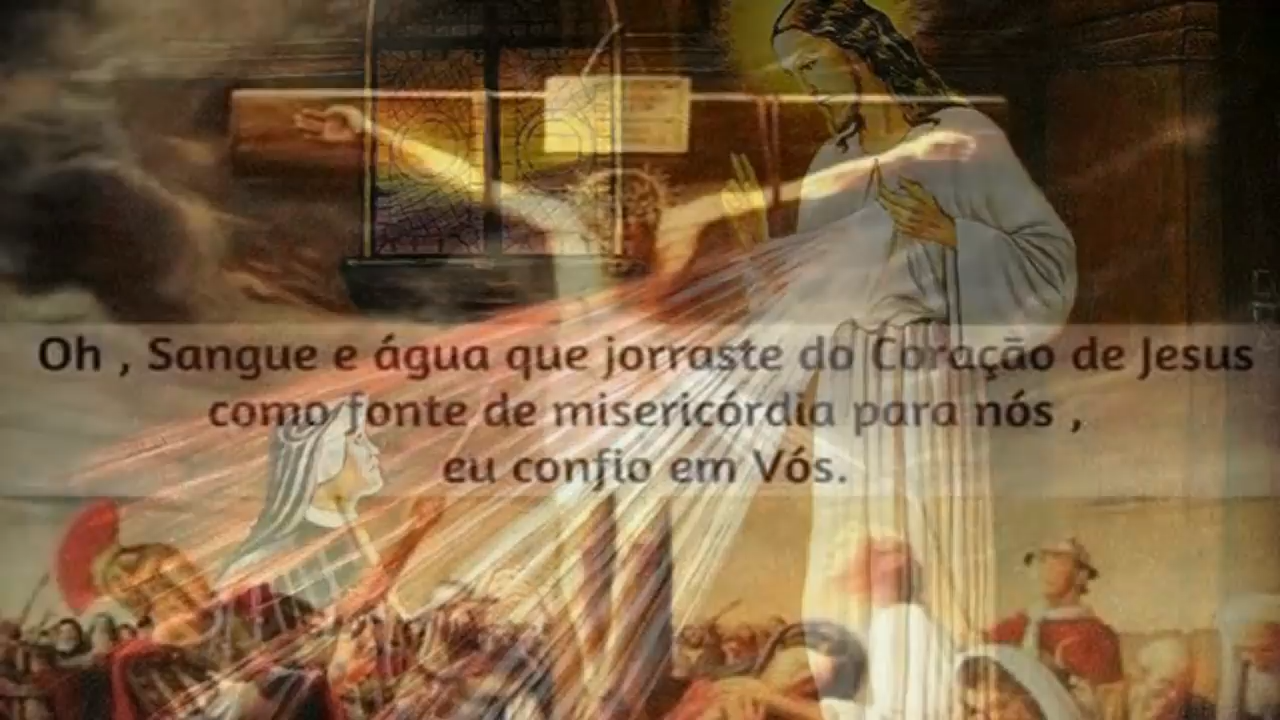 Oh , Sangue e água que jorraste do Coração de Jesus
como fonte de misericórdia para nós ,
eu confio em Vós.